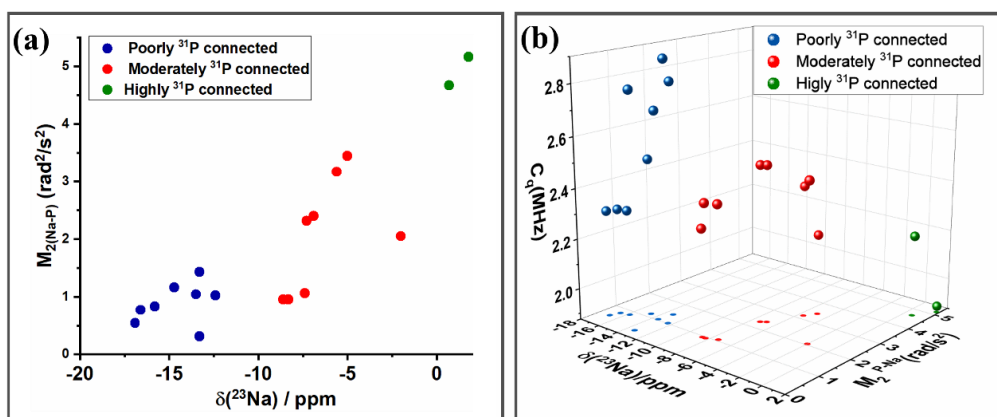 (a)
Poorly ³¹P connected
Moderately ³¹P connected
Highly ³¹P connected
M₂₍Na-P₎ (rad²/s²)
5
4
3
2
1
0
-20 -15 -10 -5 0
δ(²³Na) / ppm
(b)
Poorly ³¹P connected
Moderately ³¹P connected
Higly ³¹P connected
Cq(MHz)
2.8
2.6
2.4
2.2
2.0
-18 -16 -14 -12 -10 -8 -6 -4 -2 0 2
δ(²³Na)/ppm
0 1 2 3 4 5
M₂ P-Na(rad/s²)